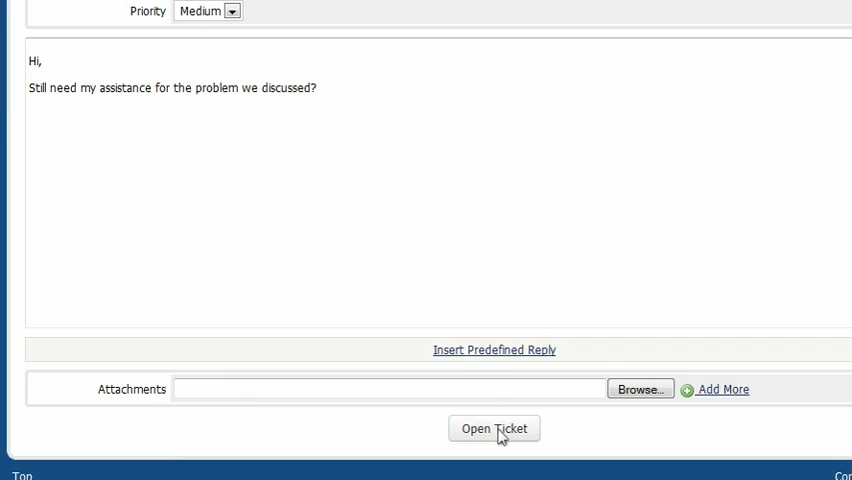 Priority Medium
Hi,
Still need my assistance for the problem we discussed?
Insert Predefined Reply
Attachments Browse... Add More
Open Ticket
Top